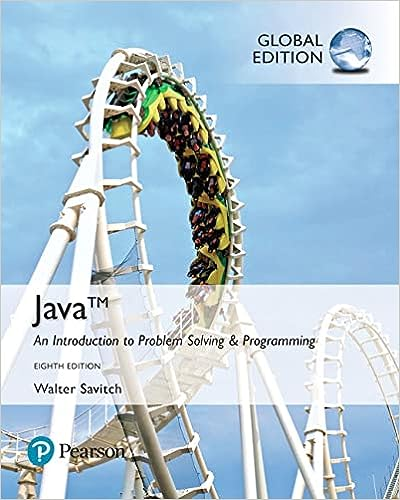 GLOBAL
EDITION
Java™
An Introduction to Problem Solving & Programming
EIGHTH EDITION
Walter Savitch
P Pearson